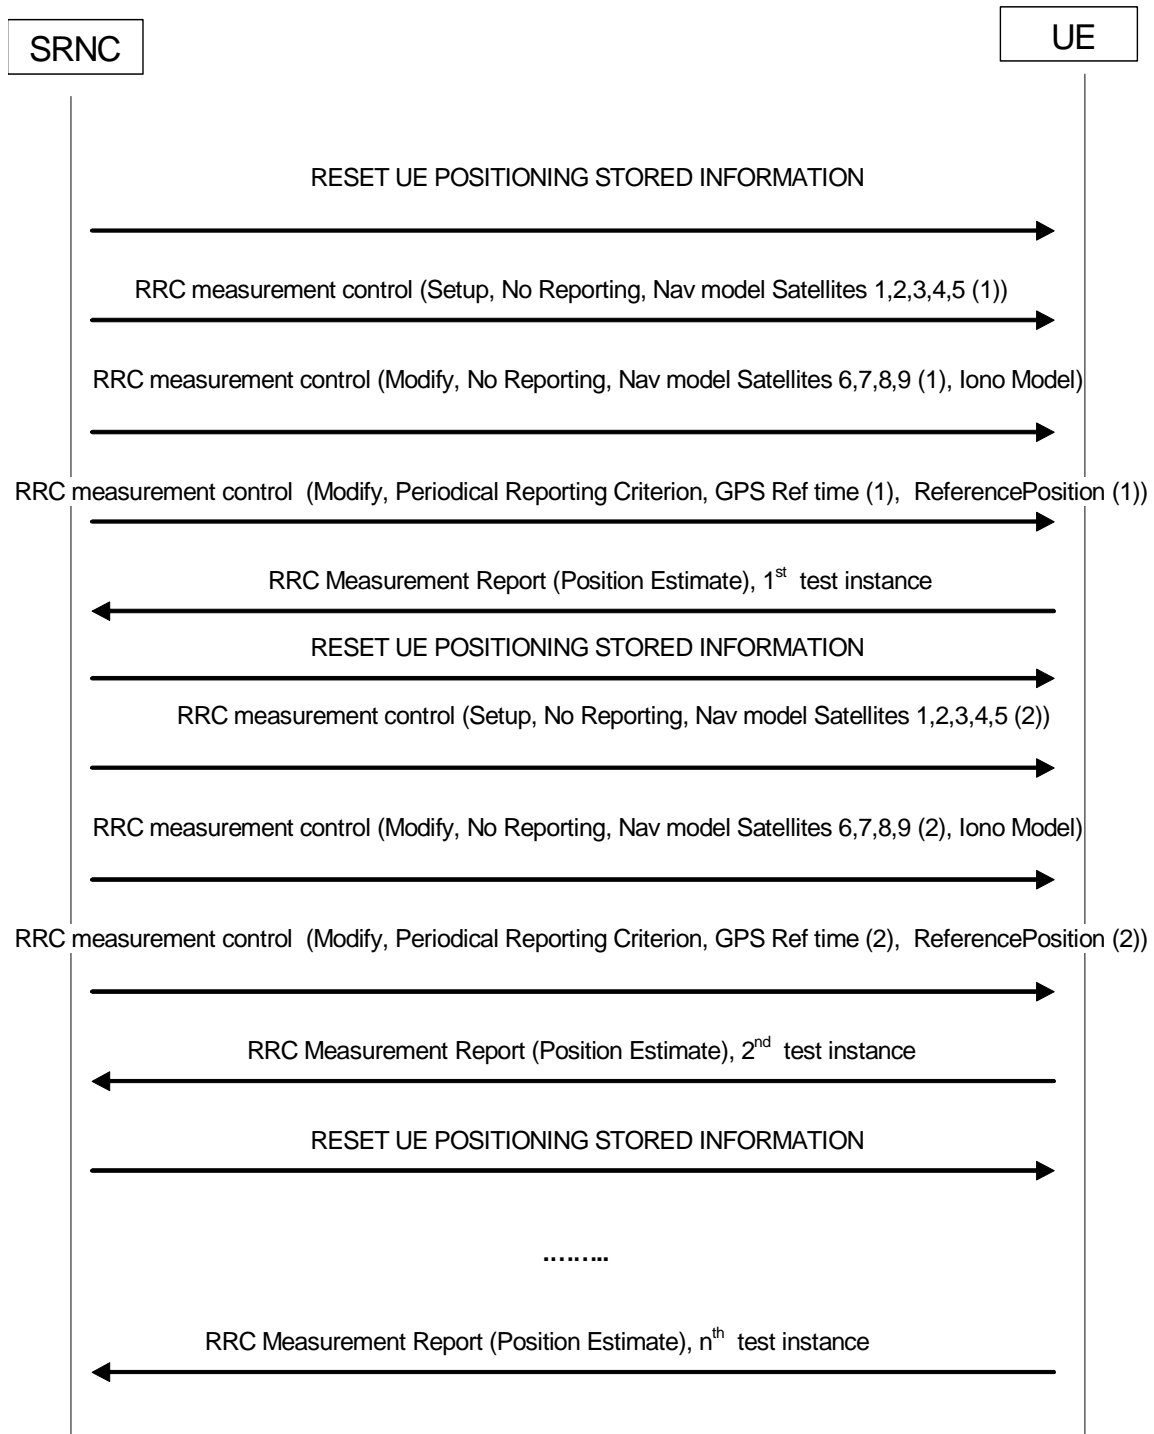 SRNC
UE
RESET UE POSITIONING STORED INFORMATION
RRC measurement control (Setup, No Reporting, Nav model Satellites 1,2,3,4,5 (1))
RRC measurement control (Modify, No Reporting, Nav model Satellites 6,7,8,9 (1), Iono Model)
RRC measurement control (Modify, Periodical Reporting Criterion, GPS Ref time (1), ReferencePosition (1))
RRC Measurement Report (Position Estimate), 1st test instance
RESET UE POSITIONING STORED INFORMATION
RRC measurement control (Setup, No Reporting, Nav model Satellites 1,2,3,4,5 (2))
RRC measurement control (Modify, No Reporting, Nav model Satellites 6,7,8,9 (2), Iono Model)
RRC measurement control (Modify, Periodical Reporting Criterion, GPS Ref time (2), ReferencePosition (2))
RRC Measurement Report (Position Estimate), 2nd test instance
RESET UE POSITIONING STORED INFORMATION
.........
RRC Measurement Report (Position Estimate), nth test instance